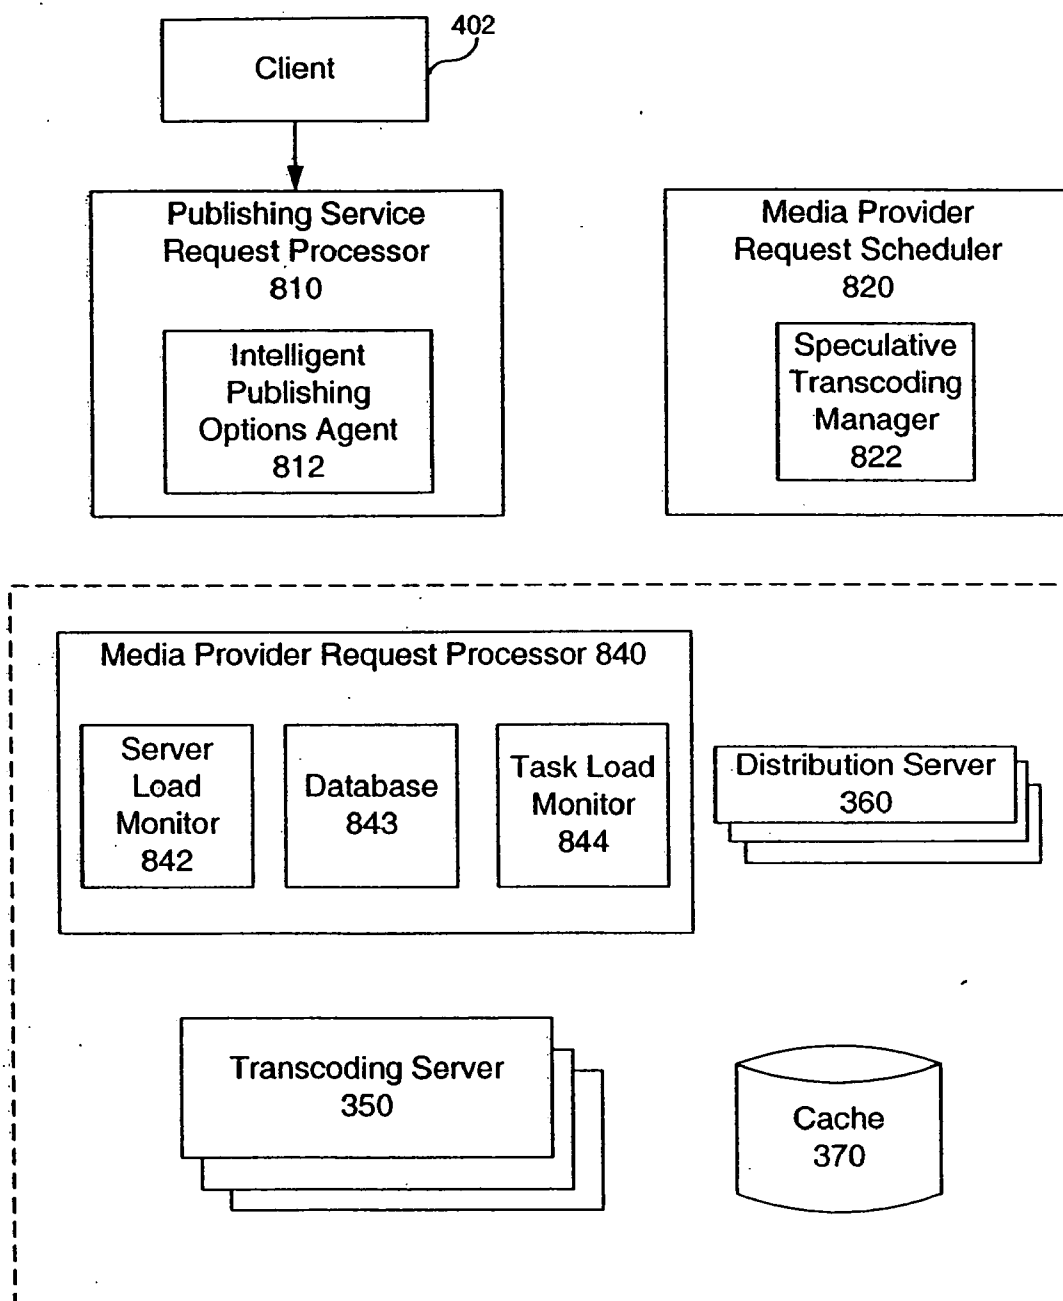 402
Client
Publishing Service
Request Processor
810
Intelligent
Publishing
Options Agent
812
Media Provider
Request Scheduler
820
Speculative
Transcoding
Manager
822
Media Provider Request Processor 840
Server
Load
Monitor
842
Database
843
Task Load
Monitor
844
Distribution Server
360
Transcoding Server
350
Cache
370